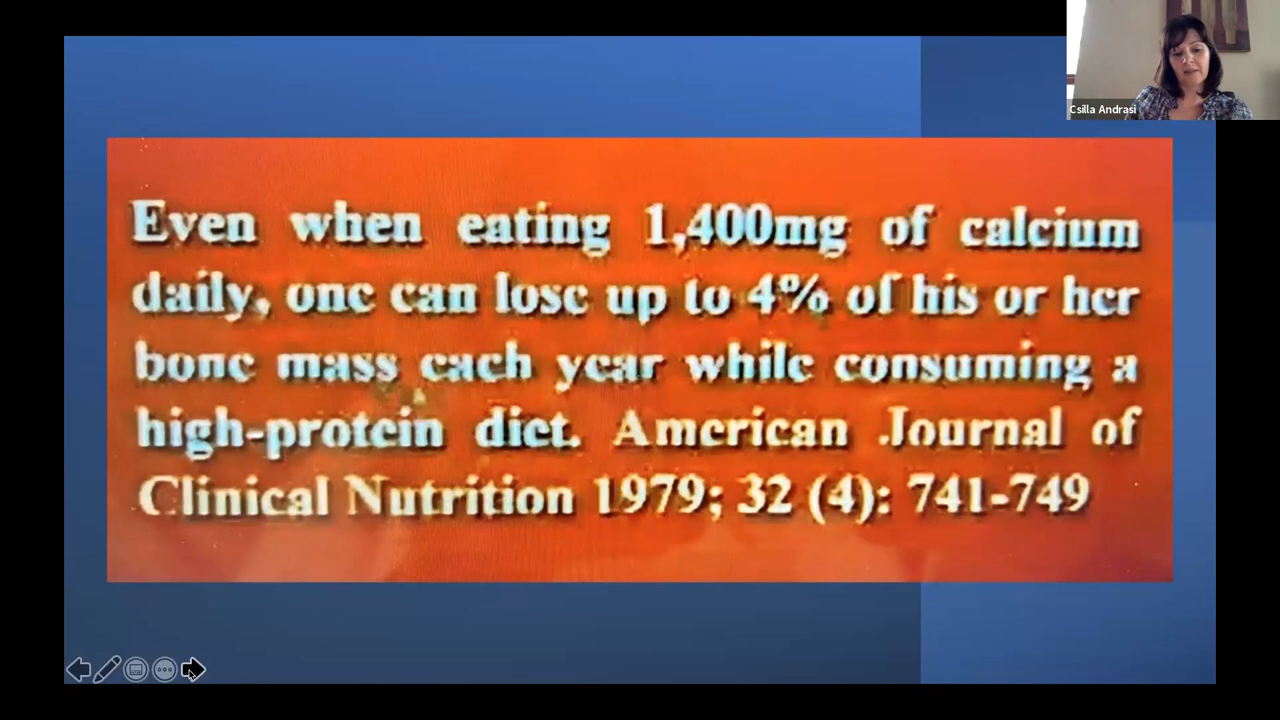 Csilla Andrasi
Even when eating 1,400mg of calcium
daily, one can lose up to 4% of his or her
bone mass each year while consuming a
high-protein diet. American Journal of
Clinical Nutrition 1979; 32 (4): 741-749